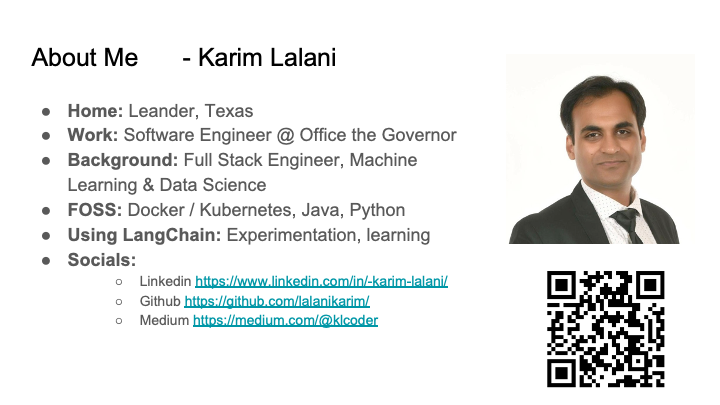 About Me - Karim Lalani
● Home: Leander, Texas
● Work: Software Engineer @ Office the Governor
● Background: Full Stack Engineer, Machine
Learning & Data Science
● FOSS: Docker / Kubernetes, Java, Python
● Using LangChain: Experimentation, learning
● Socials:
○ Linkedin https://www.linkedin.com/in/-karim-lalani/
○ Github https://github.com/lalanikarim/
○ Medium https://medium.com/@klcoder